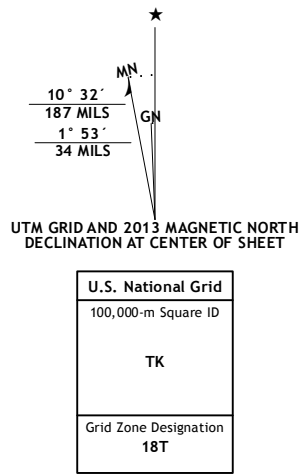 ★
MN
GN
10° 32´
187 MILS
1° 53´
34 MILS
UTM GRID AND 2013 MAGNETIC NORTH
DECLINATION AT CENTER OF SHEET
U.S. National Grid
100,000-m Square ID
TK
Grid Zone Designation
18T